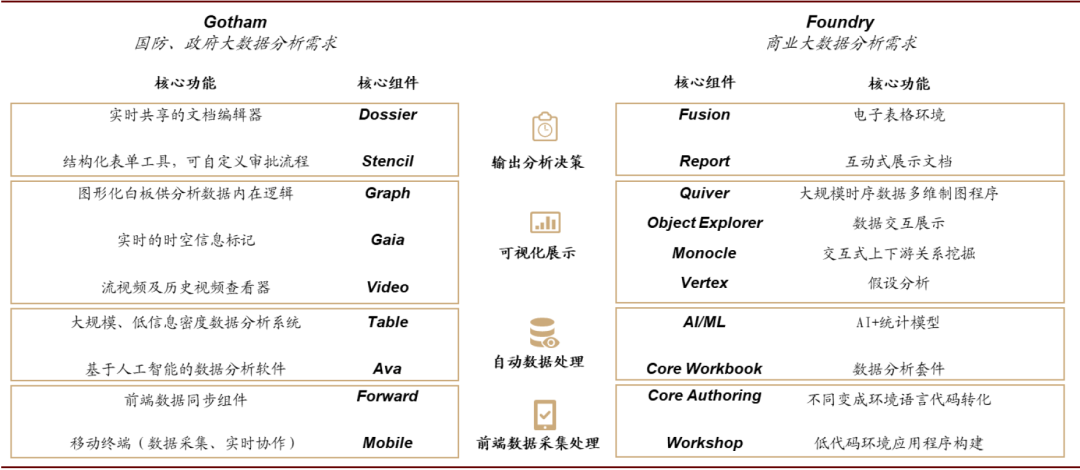 Gotham
国防、政府大数据分析需求
核心功能 核心组件
实时共享的文档编辑器 Dossier
结构化表单工具，可自定义审批流程 Stencil
图形化白板供分析数据内在逻辑 Graph
实时的时空信息标记 Gaia
流视频及历史视频查看器 Video
大规模、低信息密度数据分析系统 Table
基于人工智能的数据分析软件 Ava
前端数据同步组件 Forward
移动终端（数据采集、实时协作） Mobile
输出分析决策
可视化展示
自动数据处理
前端数据采集处理
Foundry
商业大数据分析需求
核心组件 核心功能
Fusion 电子表格环境
Report 互动式展示文档
Quiver 大规模时序数据多维制图程序
Object Explorer 数据交互展示
Monocle 交互式上下游关系挖掘
Vertex 假设分析
AI/ML AI+统计模型
Core Workbook 数据分析套件
Core Authoring 不同变成环境语言代码转化
Workshop 低代码环境应用程序构建